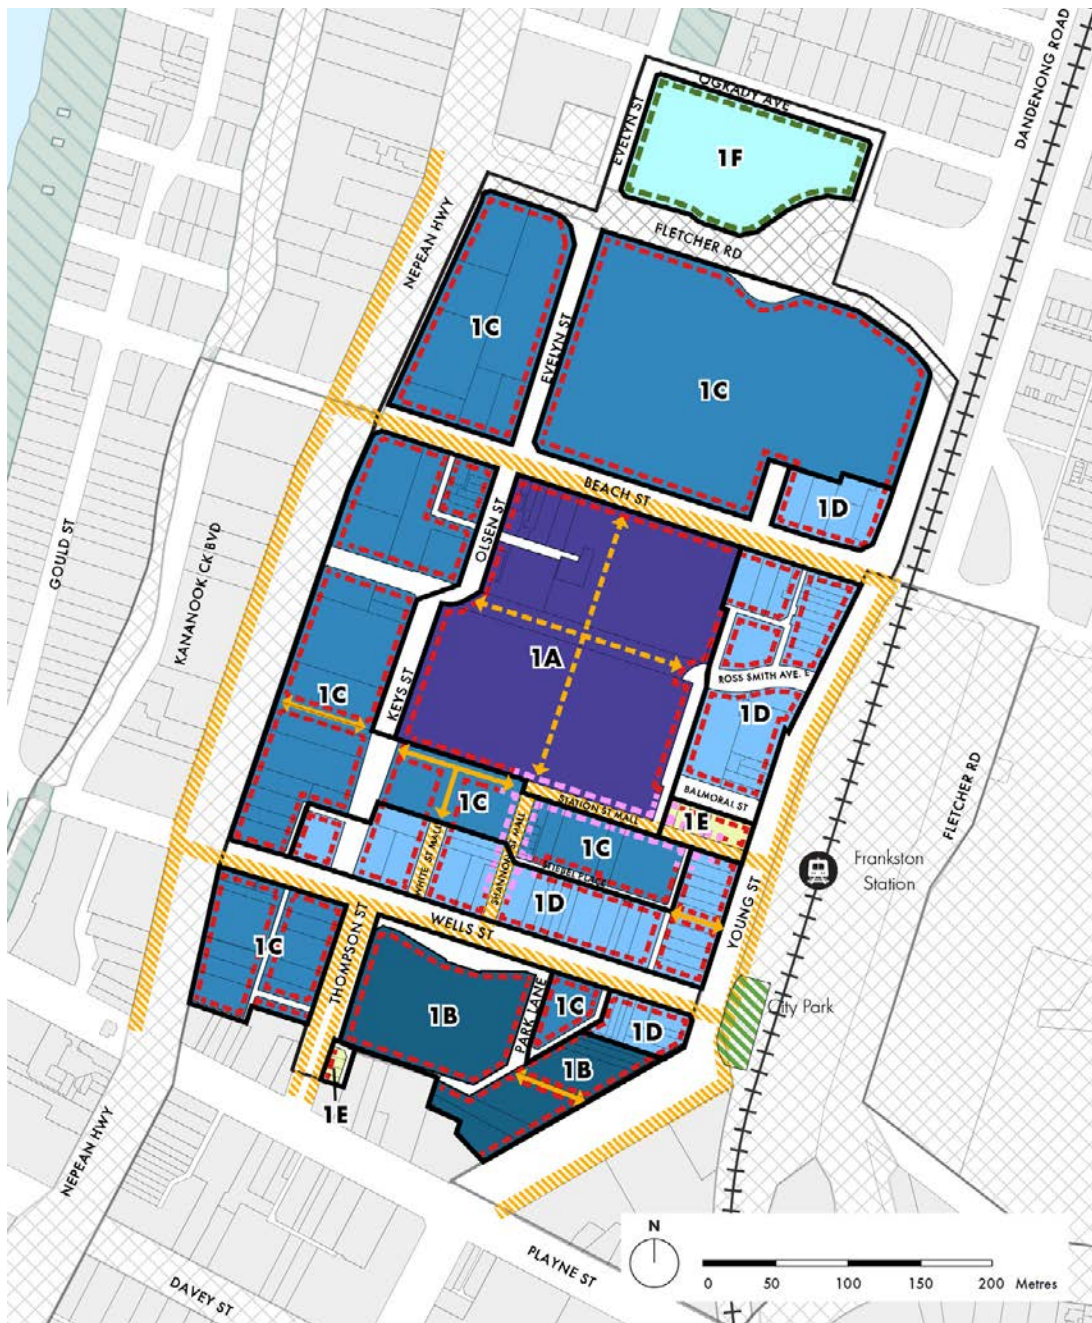 DANDENONG ROAD
OGRADY AVE
EVELYN ST
1F
NEPEAN HWY
FLETCHER RD
1C
EVELYN ST
1C
BEACH ST
1D
OLSEN ST
GOULD ST
KANANOOK CK BVD
1A
ROSS SMITH AVE. E
1C
KEYS ST
1D
BALMORAL ST
FLETCHER RD
1C
STATION ST MALL
1E
1C
WHITE ST MALL
SHANNON ST MALL
STIEBEL PLACE
Frankston
Station
YOUNG ST
1D
WELLS ST
1C
THOMPSON ST
1B
PARK LANE
1C
1D
City Park
1B
1E
NEPEAN HWY
N
PLAYNE ST
0 50 100 150 200 Metres
DAVEY ST